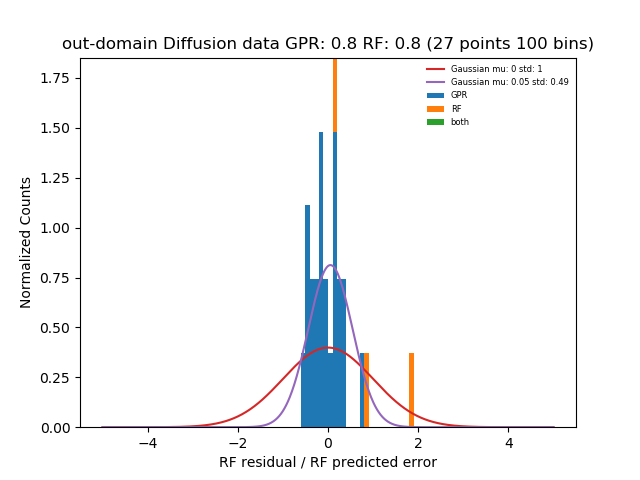 out-domain Diffusion data GPR: 0.8 RF: 0.8 (27 points 100 bins)
Gaussian mu: 0 std: 1
Gaussian mu: 0.05 std: 0.49
GPR
RF
both
Normalized Counts
1.75
1.50
1.25
1.00
0.75
0.50
0.25
0.00
−4 −2 0 2 4
RF residual / RF predicted error